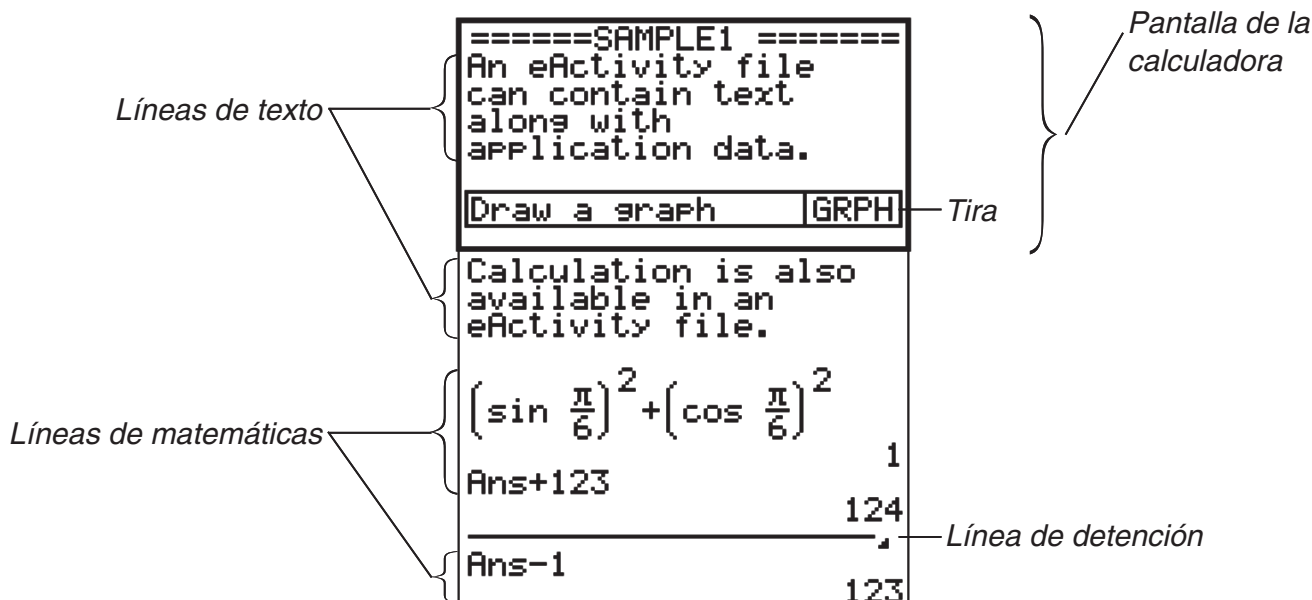 ======SAMPLE1 =======
Pantalla de la
calculadora
An eActivity file
can contain text
along with
application data.
Líneas de texto
Draw a graph GRPH
Tira
Calculation is also
available in an
eActivity file.
(sin π/6)²+(cos π/6)²
1
Líneas de matemáticas
Ans+123
124
Línea de detención
Ans-1
123